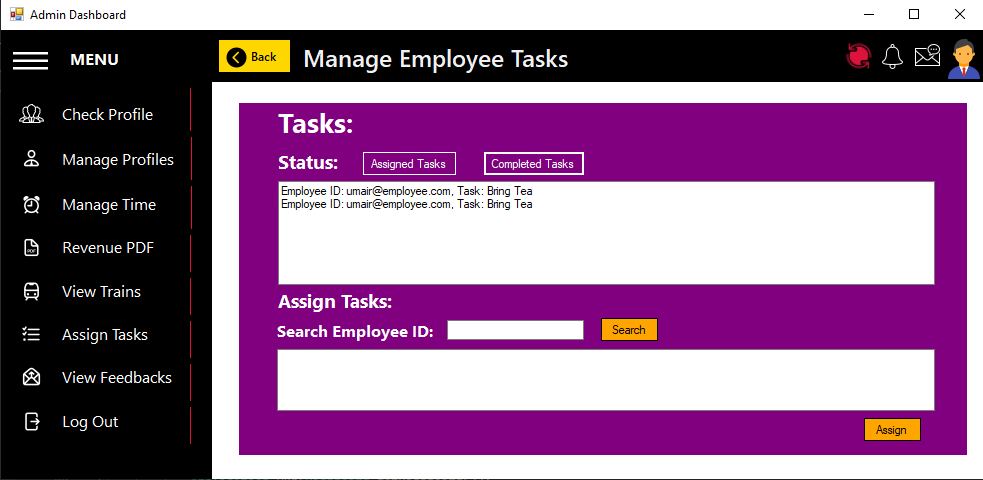 Admin Dashboard
MENU
Back
Manage Employee Tasks
Check Profile
Manage Profiles
Manage Time
PDF
Revenue PDF
View Trains
Assign Tasks
View Feedbacks
Log Out
Tasks:
Status:
Assigned Tasks
Completed Tasks
Employee ID: umair@employee.com, Task: Bring Tea
Employee ID: umair@employee.com, Task: Bring Tea
Assign Tasks:
Search Employee ID:
Search
Assign